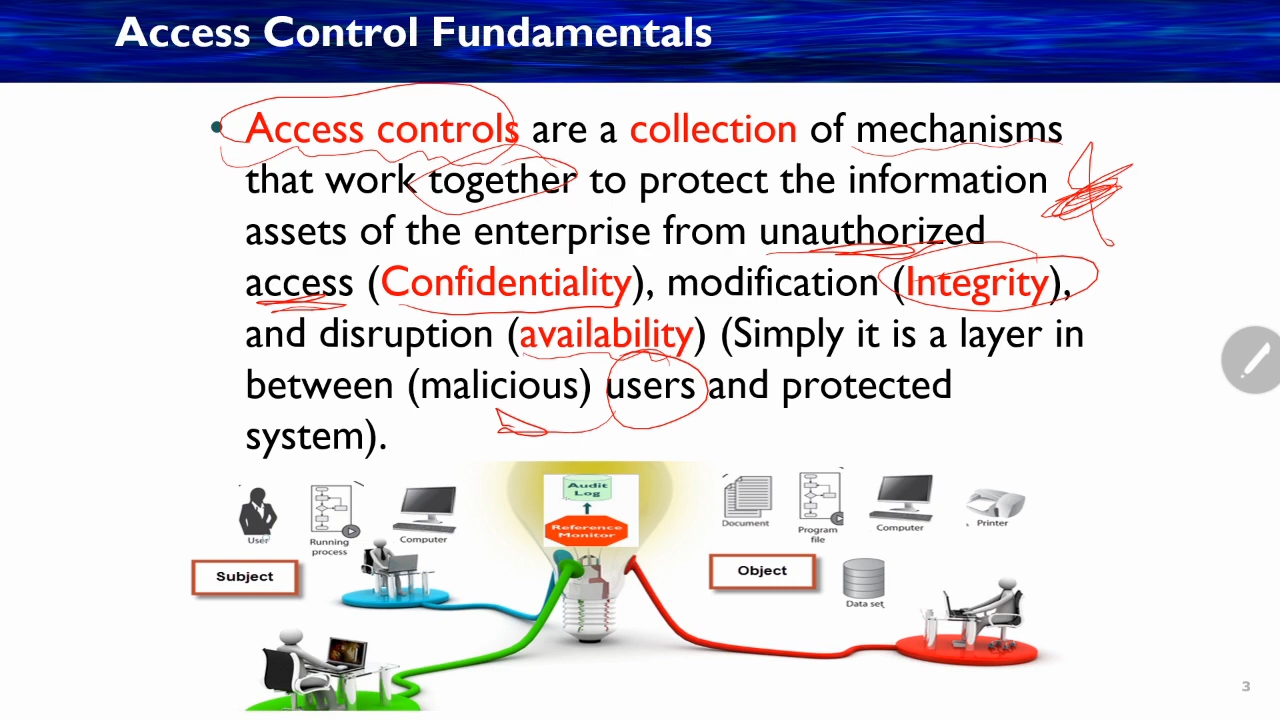 Access Control Fundamentals
• Access controls are a collection of mechanisms
that work together to protect the information
assets of the enterprise from unauthorized
access (Confidentiality), modification (Integrity),
and disruption (availability) (Simply it is a layer in
between (malicious) users and protected
system).
Audit
Log
Reference
Monitor
User
Running
process
Computer
Subject
Document
Program
file
Computer
Printer
Object
Data set
3